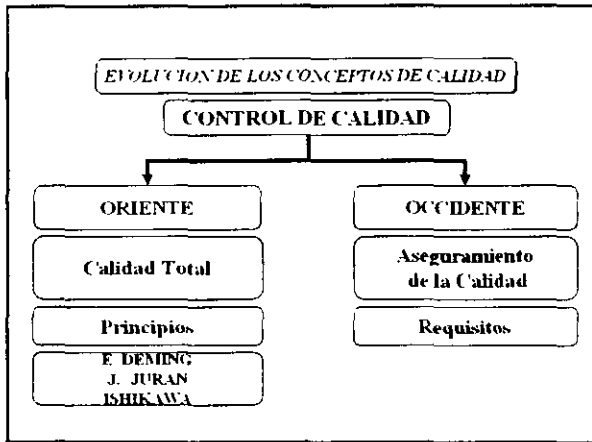 EVOLUCION DE LOS CONCEPTOS DE CALIDAD
CONTROL DE CALIDAD
ORIENTE
Calidad Total
Principios
E. DEMING
J. JURAN
ISHIKAWA
OCCIDENTE
Aseguramiento
de la Calidad
Requisitos